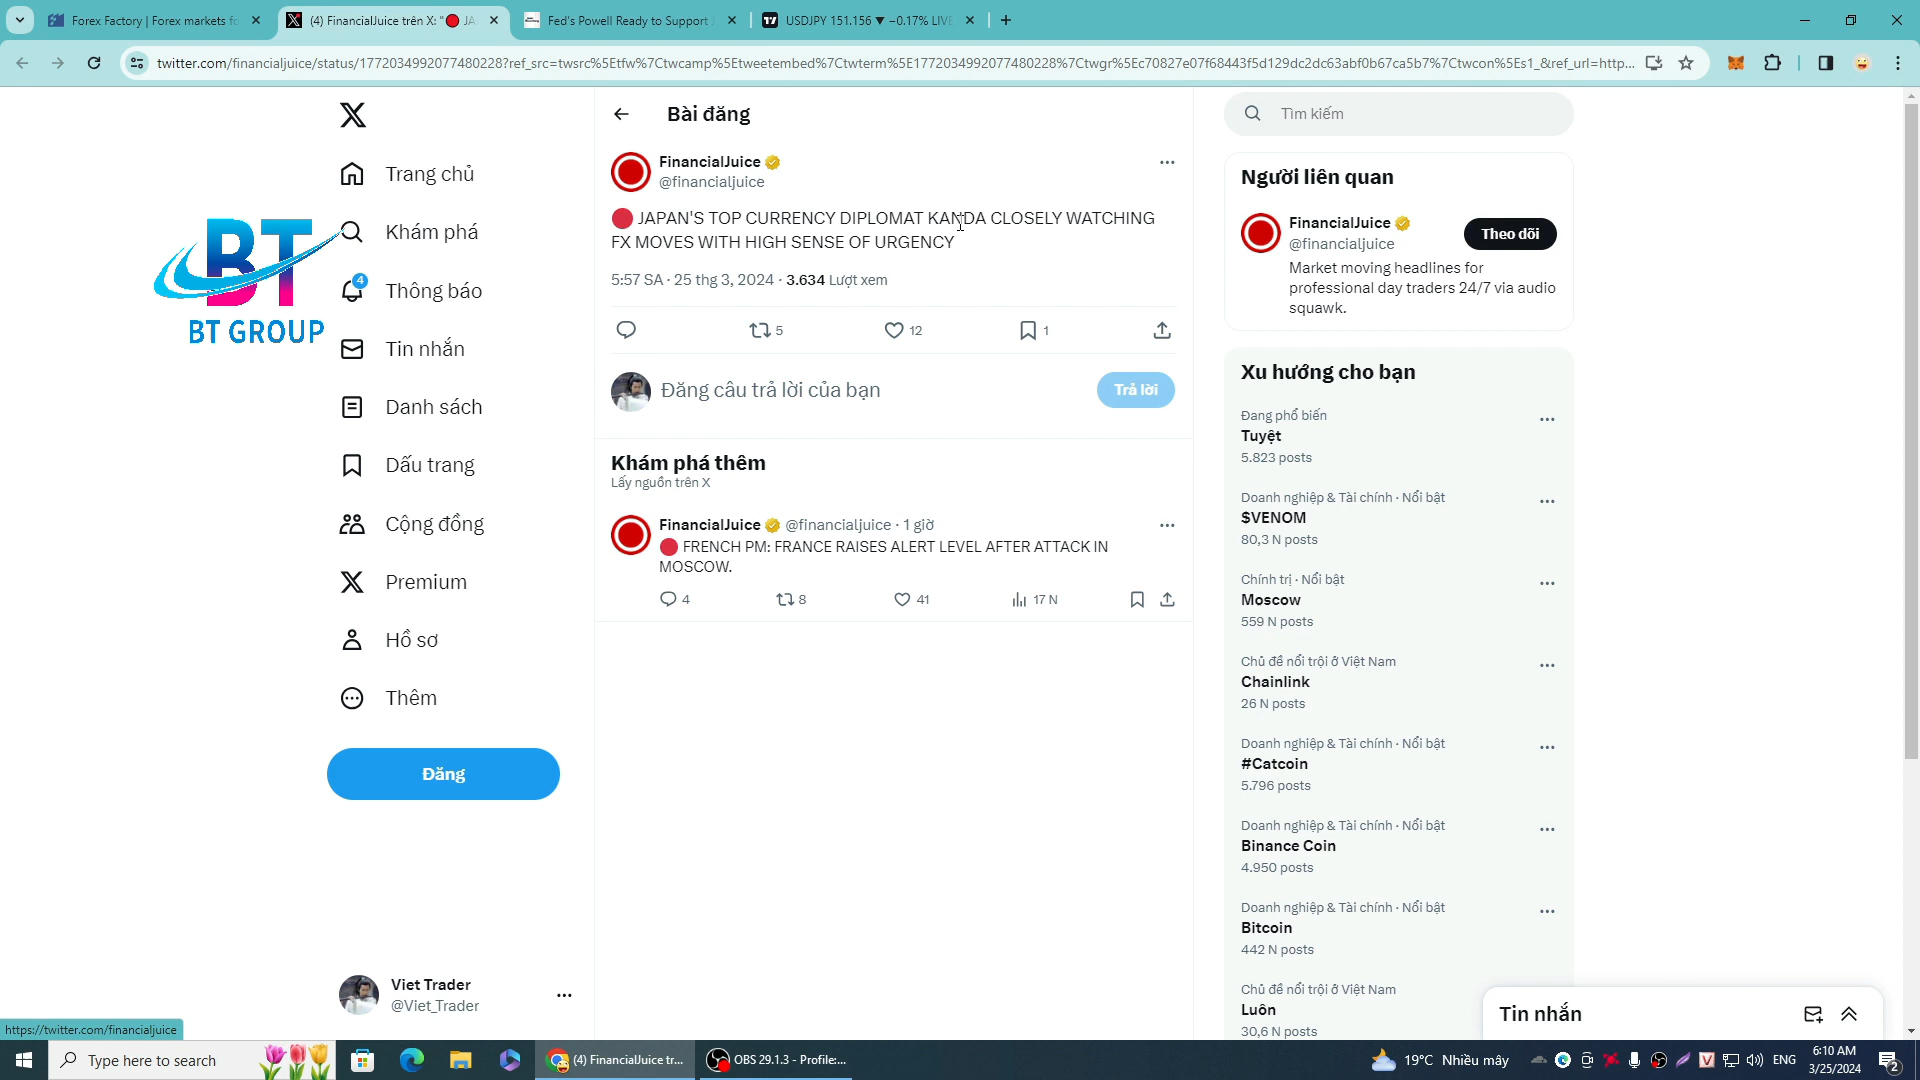 Forex Factory | Forex markets fo
(4) FinancialJuice trên X: "🔴 JA
Fed's Powell Ready to Support
USDJPY 151.156 ▼ −0.17% LIVE
twitter.com/financialjuice/status/1772034992077480228?ref_src=twsrc%5Etfw%7Ctwcamp%5Etweetembed%7Ctwterm%5E1772034992077480228%7Ctwgr%5Ec70827e07f68443f5d129dc2dc63abf0b67ca5b7%7Ctwcon%5Es1_&ref_url=http...
BT
BT GROUP
Trang chủ
Khám phá
4
Thông báo
Tin nhắn
Danh sách
Dấu trang
Cộng đồng
Premium
Hồ sơ
Thêm
Đăng
Viet Trader
@Viet_Trader
https://twitter.com/financialjuice
Bài đăng
FinancialJuice
@financialjuice
🔴 JAPAN'S TOP CURRENCY DIPLOMAT KANDA CLOSELY WATCHING
FX MOVES WITH HIGH SENSE OF URGENCY
5:57 SA · 25 thg 3, 2024 · 3.634 Lượt xem
5 12 1
Đăng câu trả lời của bạn
Trả lời
Khám phá thêm
Lấy nguồn trên X
FinancialJuice @financialjuice · 1 giờ
🔴 FRENCH PM: FRANCE RAISES ALERT LEVEL AFTER ATTACK IN
MOSCOW.
4 8 41 17 N
Tìm kiếm
Người liên quan
FinancialJuice
@financialjuice
Theo dõi
Market moving headlines for
professional day traders 24/7 via audio
squawk.
Xu hướng cho bạn
Đang phổ biến
Tuyệt
5.823 posts
Doanh nghiệp & Tài chính · Nổi bật
$VENOM
80,3 N posts
Chính trị · Nổi bật
Moscow
559 N posts
Chủ đề nổi trội ở Việt Nam
Chainlink
26 N posts
Doanh nghiệp & Tài chính · Nổi bật
#Catcoin
5.796 posts
Doanh nghiệp & Tài chính · Nổi bật
Binance Coin
4.950 posts
Doanh nghiệp & Tài chính · Nổi bật
Bitcoin
442 N posts
Chủ đề nổi trội ở Việt Nam
Luôn
30,6 N posts
Tin nhắn
Type here to search
(4) FinancialJuice tr...
OBS 29.1.3 - Profile:...
19°C Nhiều mây
ENG
6:10 AM
3/25/2024
2